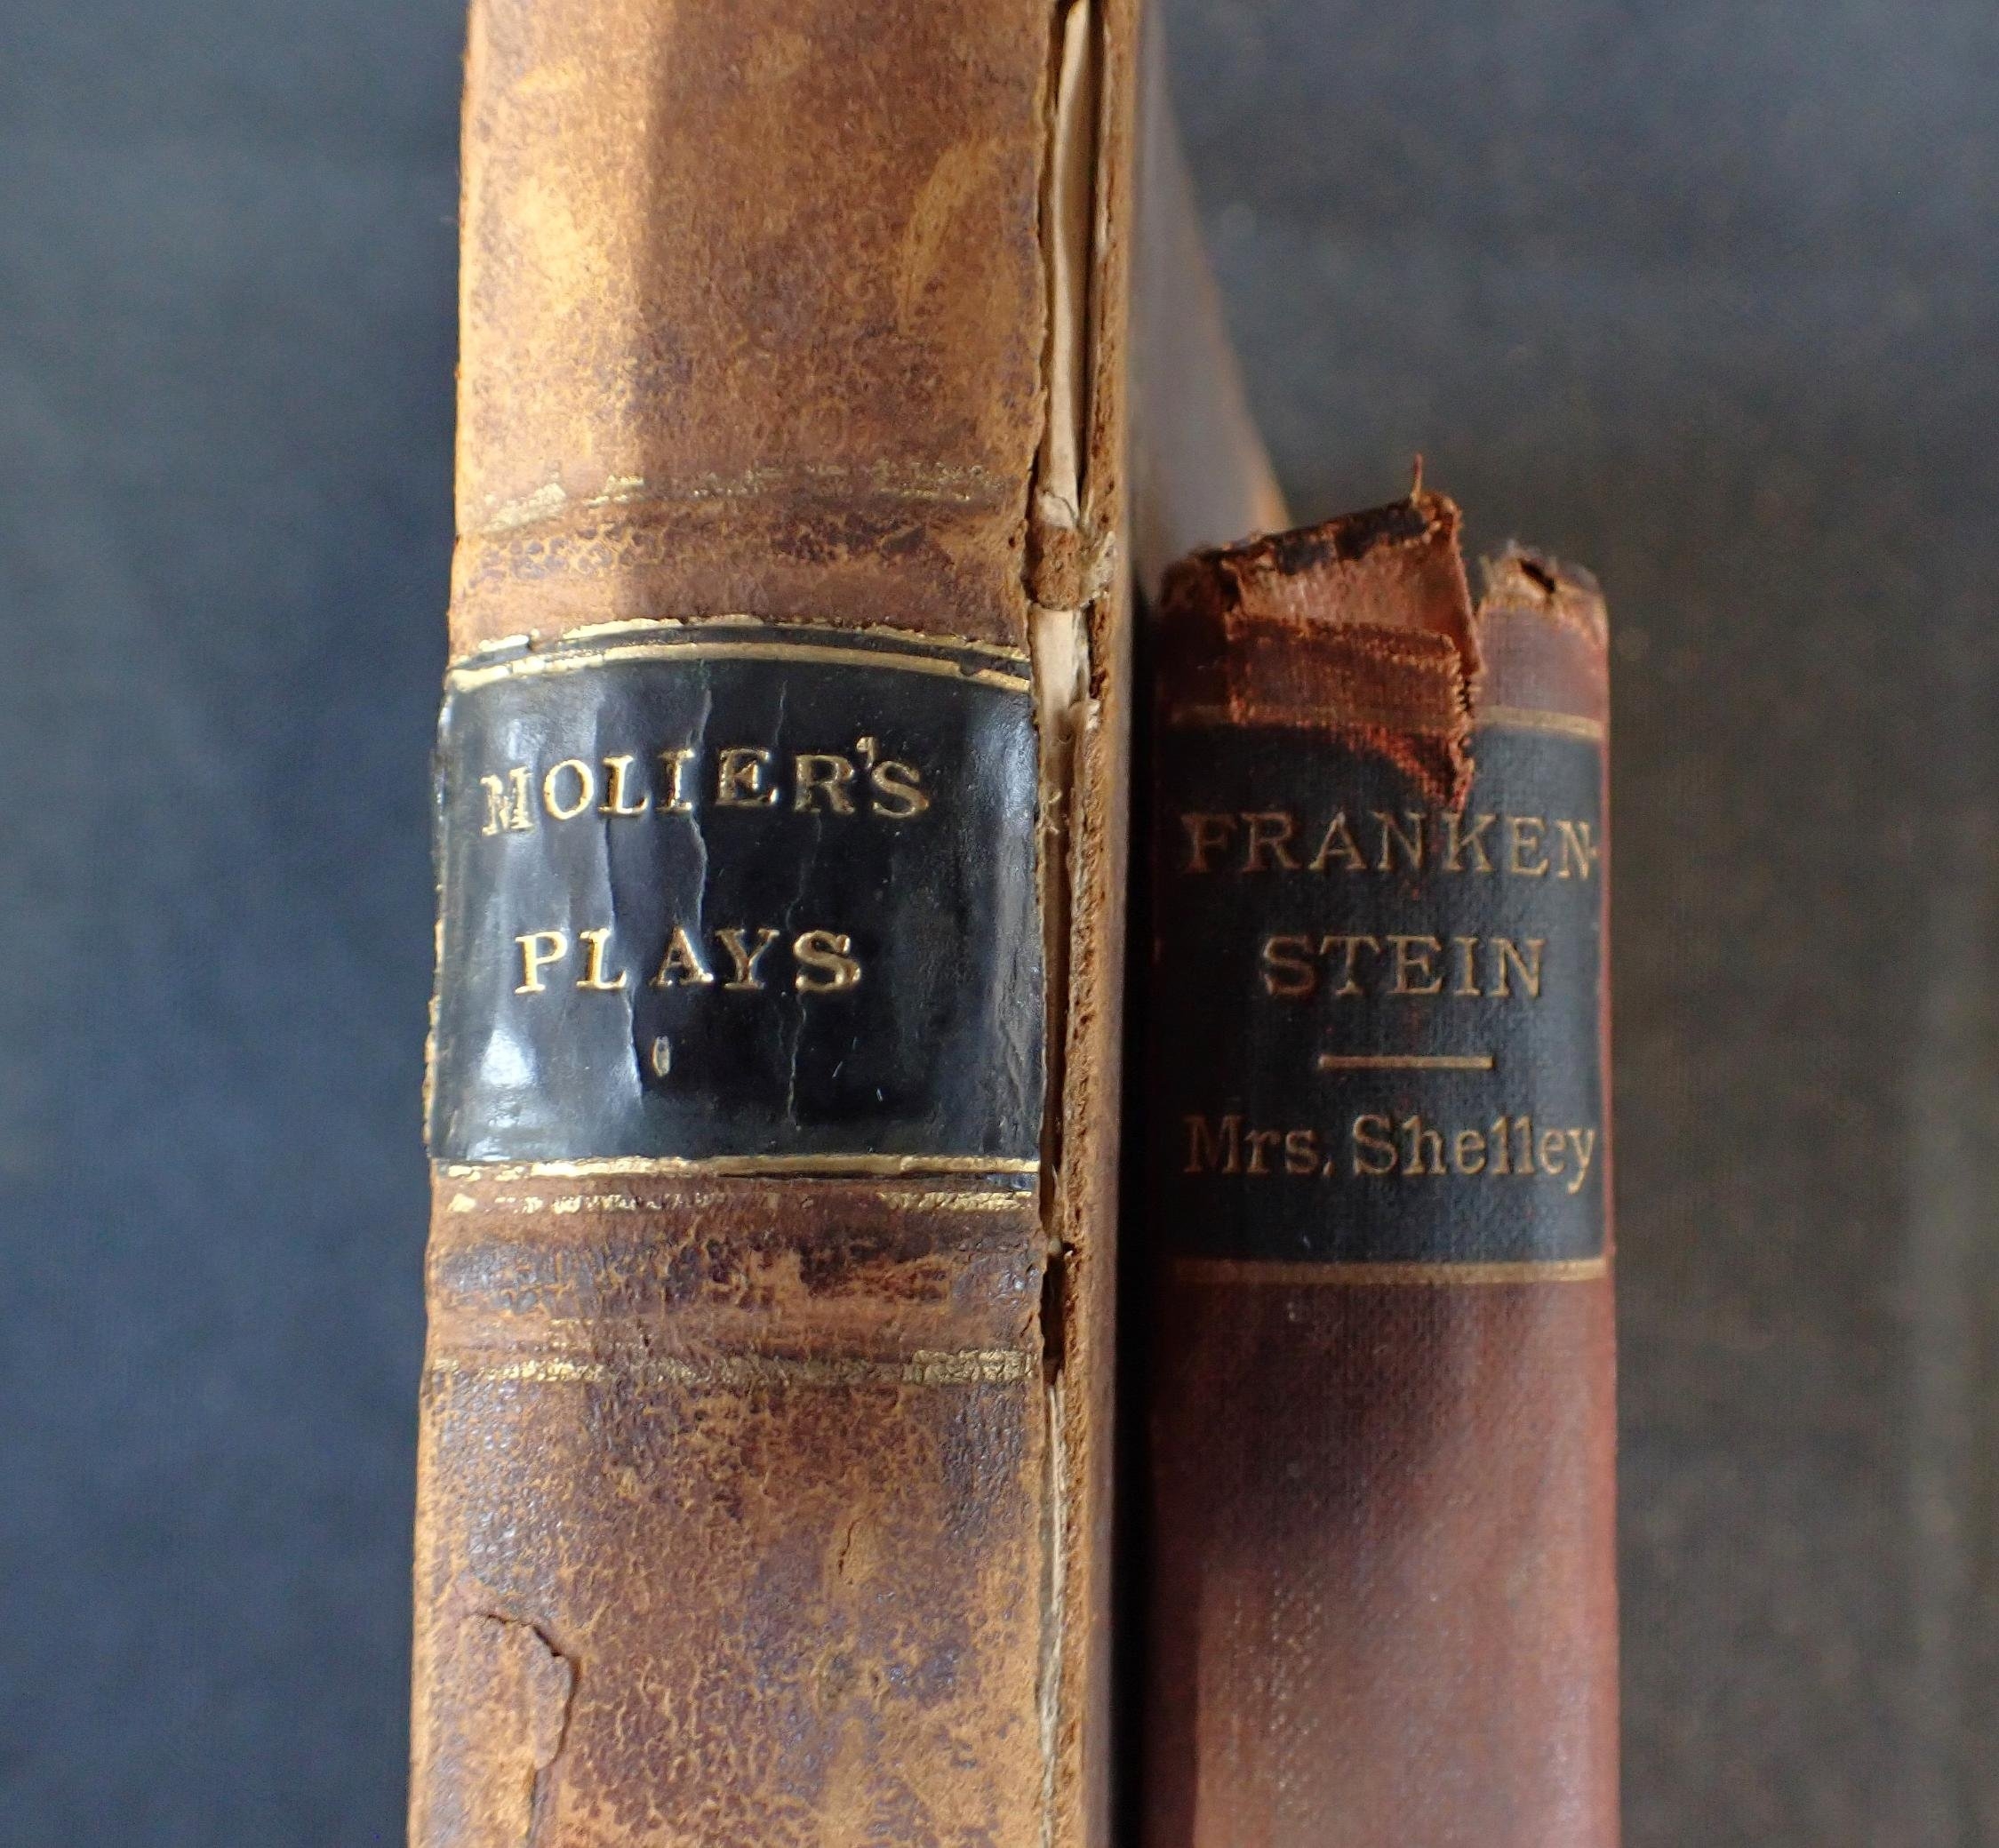 MOLIER'S
PLAYS
FRANKEN-
STEIN
Mrs. Shelley